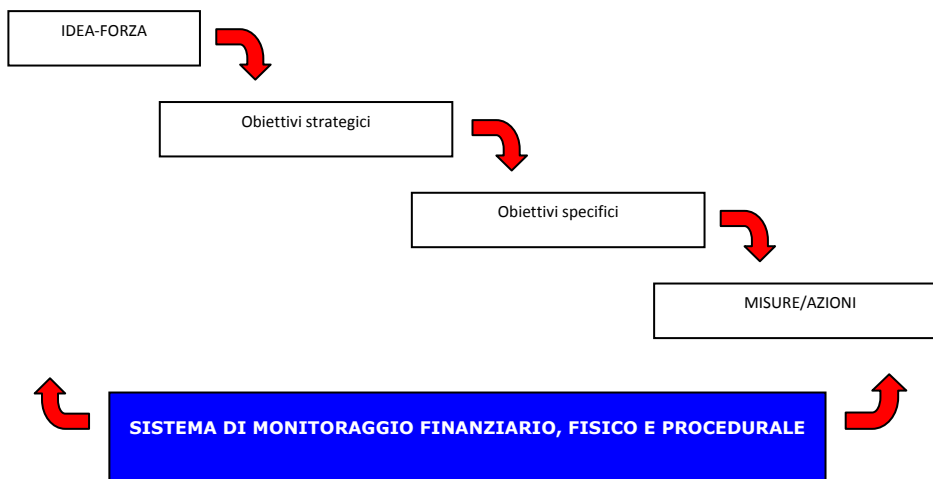 IDEA-FORZA
Obiettivi strategici
Obiettivi specifici
MISURE/AZIONI
SISTEMA DI MONITORAGGIO FINANZIARIO, FISICO E PROCEDURALE